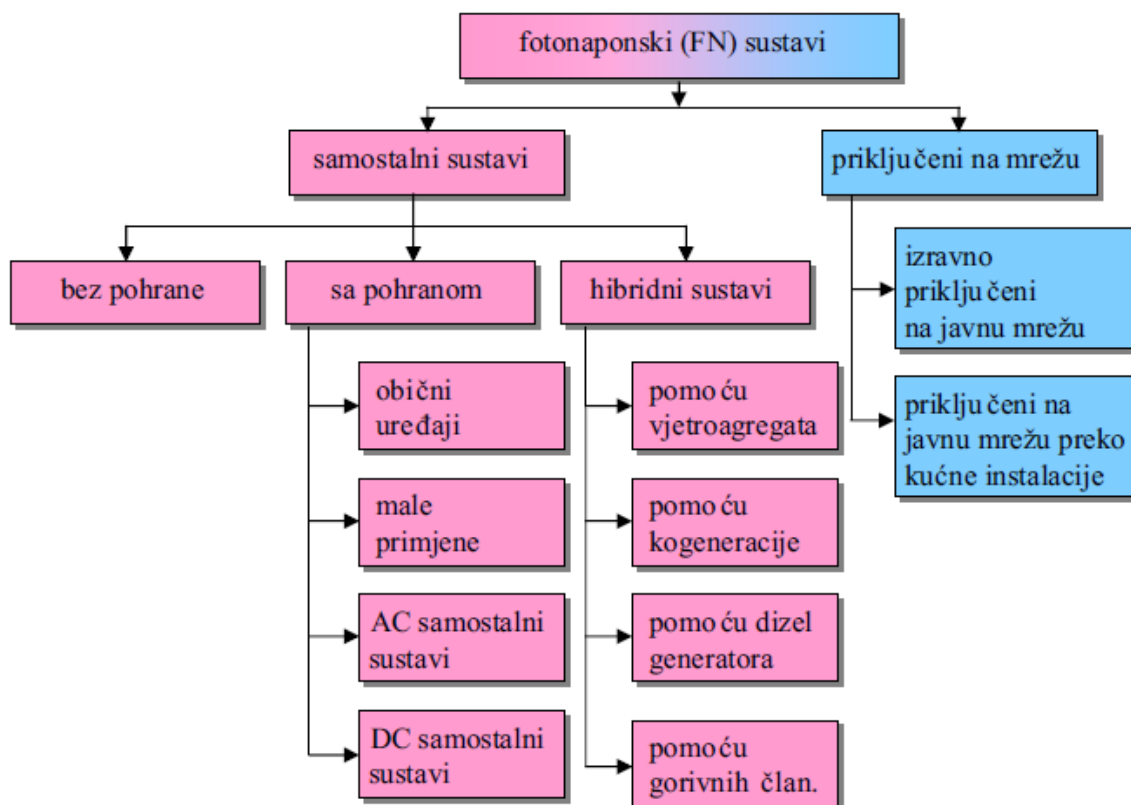 fotonaponski (FN) sustavi
samostalni sustavi
priključeni na mrežu
bez pohrane
sa pohranom
hibridni sustavi
izravno
priključeni
na javnu mrežu
obični
uređaji
pomoću
vjetroagregata
priključeni na
javnu mrežu preko
kućne instalacije
male
primjene
pomoću
kogeneracije
AC samostalni
sustavi
pomoću dizel
generatora
DC samostalni
sustavi
pomoću
gorivnih član.